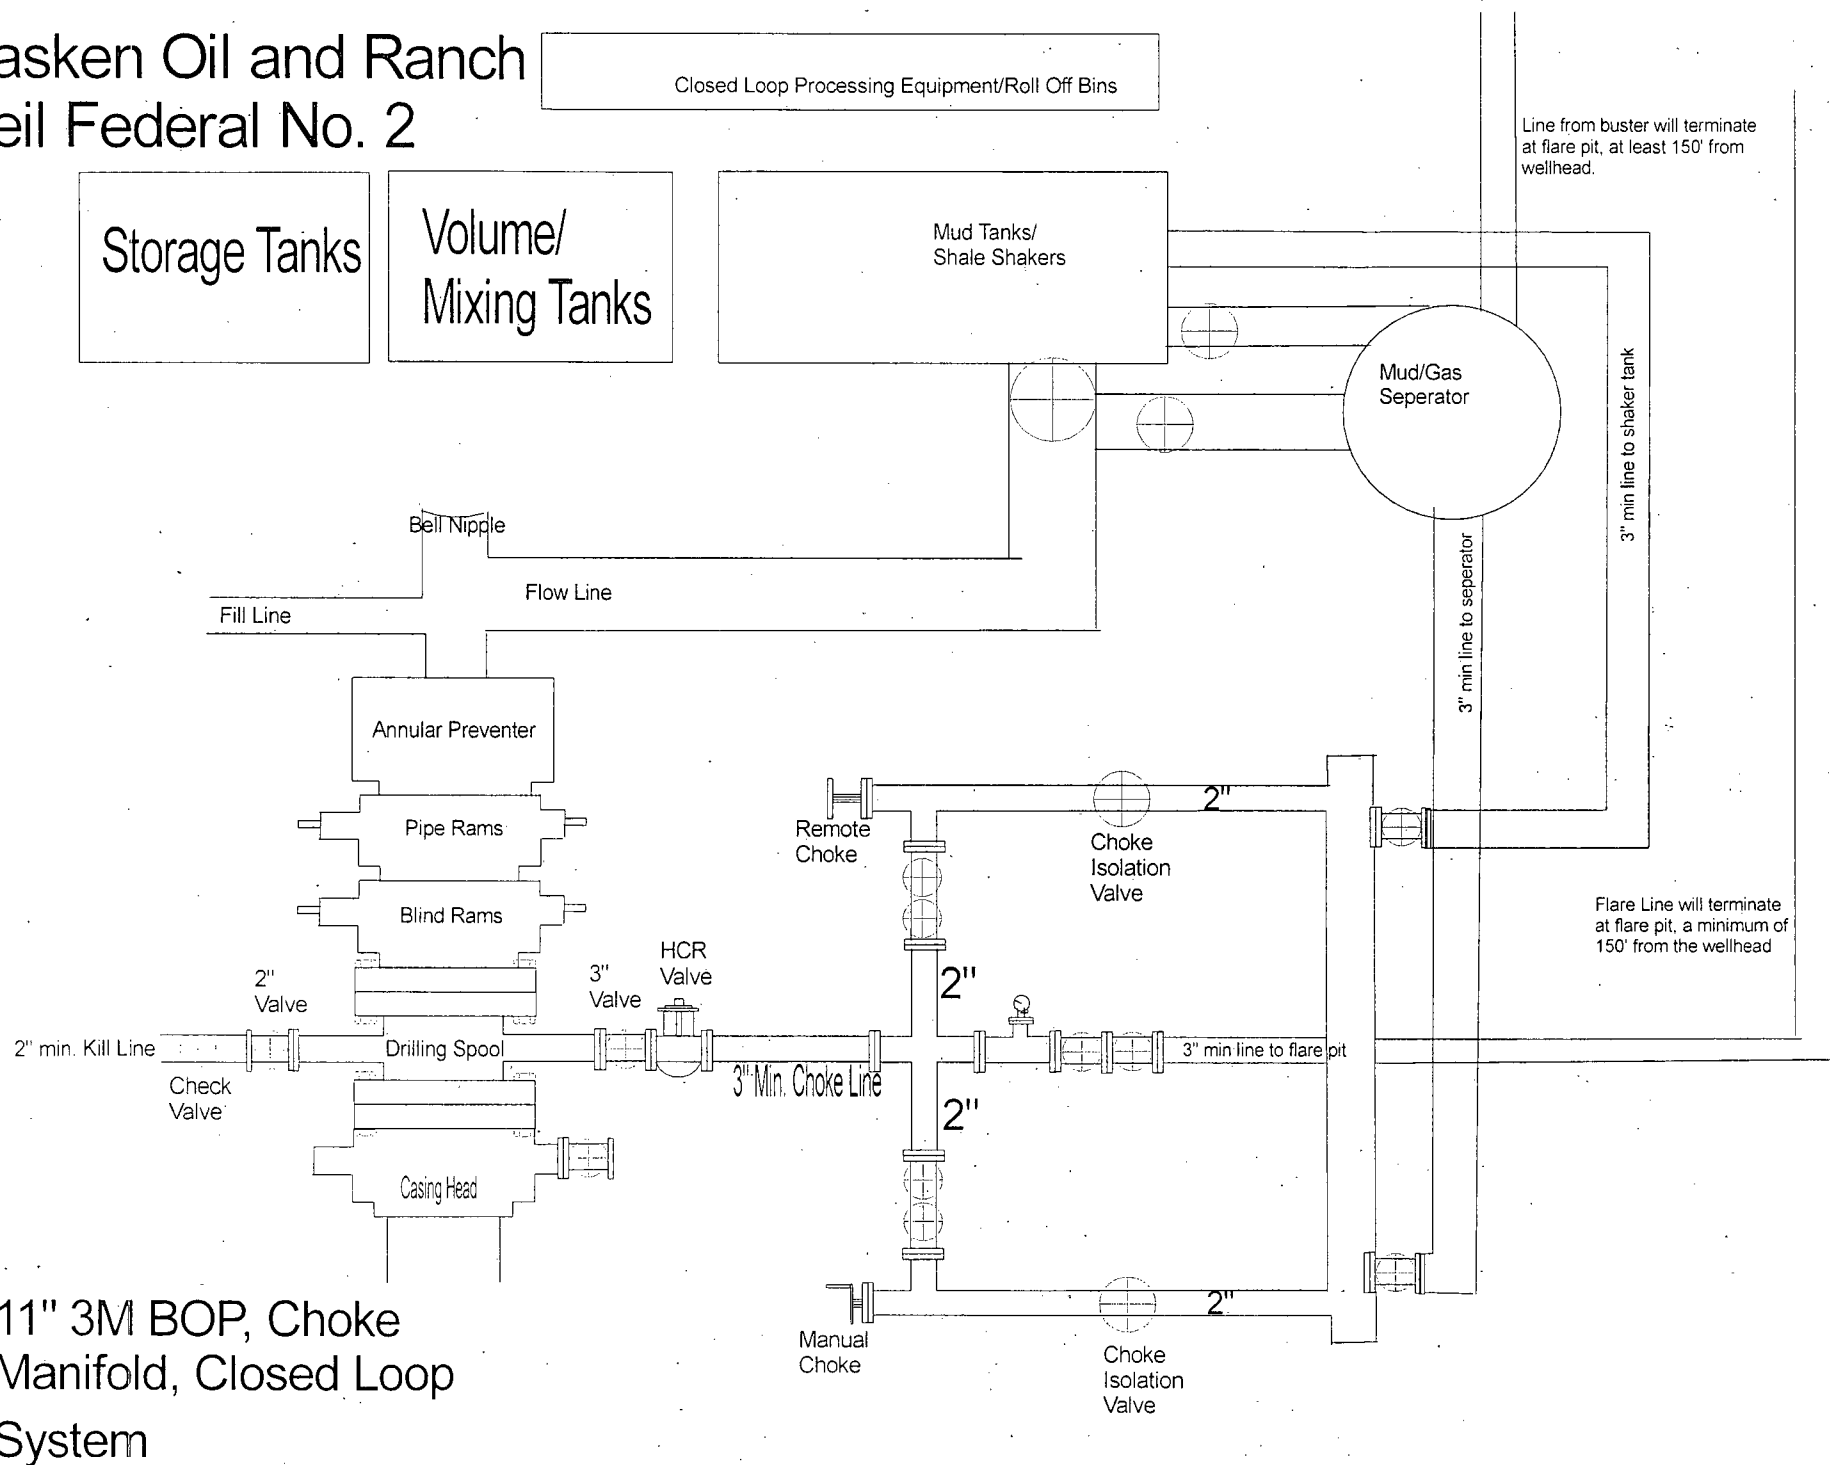 asken Oil and Ranch
eil Federal No. 2
Closed Loop Processing Equipment/Roll Off Bins
Line from buster will terminate
at flare pit, at least 150' from
wellhead.
Storage Tanks
Volume/
Mixing Tanks
Mud Tanks/
Shale Shakers
Mud/Gas
Seperator
3" min line to shaker tank
3" min line to seperator
Bell Nipple
Flow Line
Fill Line
Annular Preventer
Pipe Rams
Blind Rams
Remote
Choke
2"
Choke
Isolation
Valve
Flare Line will terminate
at flare pit, a minimum of
150' from the wellhead
2"
Valve
3"
Valve
HCR
Valve
2"
2" min. Kill Line
Drilling Spool
3" min line to flare pit
Check
Valve
3" Min. Choke Line
2"
Casing Head
2"
Manual
Choke
Choke
Isolation
Valve
11" 3M BOP, Choke
Manifold, Closed Loop
System